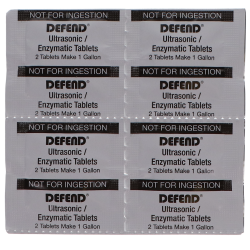 NOT FOR INGESTION NOT FOR INGESTION
DEFEND® DEFEND®
Ultrasonic / Ultrasonic /
Enzymatic Tablets Enzymatic Tablets
2 Tablets Make 1 Gallon 2 Tablets Make 1 Gallon
NOT FOR INGESTION NOT FOR INGESTION
DEFEND® DEFEND®
Ultrasonic / Ultrasonic /
Enzymatic Tablets Enzymatic Tablets
2 Tablets Make 1 Gallon 2 Tablets Make 1 Gallon
NOT FOR INGESTION NOT FOR INGESTION
DEFEND® DEFEND®
Ultrasonic / Ultrasonic /
Enzymatic Tablets Enzymatic Tablets
2 Tablets Make 1 Gallon 2 Tablets Make 1 Gallon
NOT FOR INGESTION NOT FOR INGESTION
DEFEND® DEFEND®
Ultrasonic / Ultrasonic /
Enzymatic Tablets Enzymatic Tablets
2 Tablets Make 1 Gallon 2 Tablets Make 1 Gallon